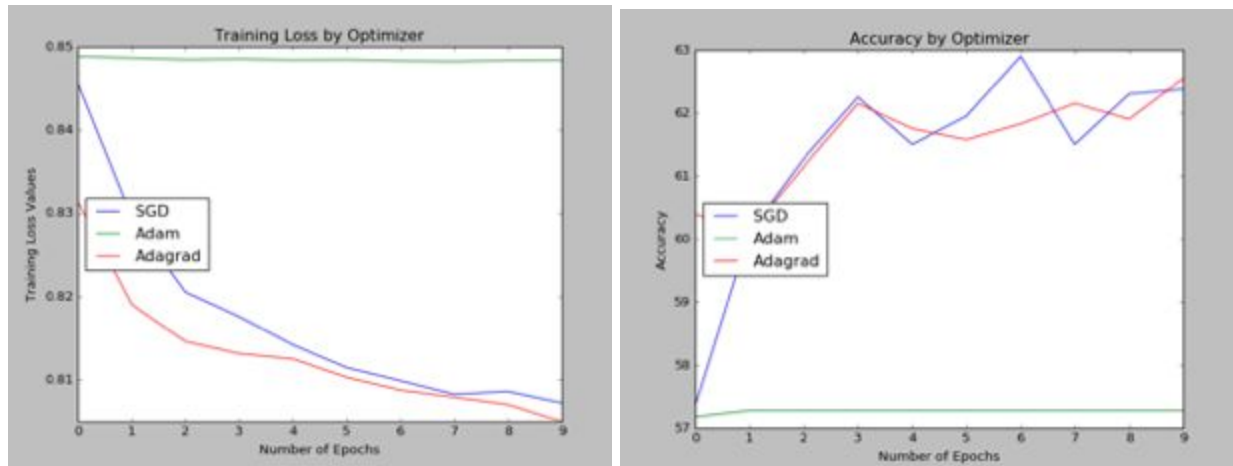 Training Loss by Optimizer
0.85
0.84
0.83
0.82
0.81
Training Loss Values
SGD
Adam
Adagrad
0 1 2 3 4 5 6 7 8 9
Number of Epochs
Accuracy by Optimizer
63
62
61
60
59
58
57
Accuracy
SGD
Adam
Adagrad
0 1 2 3 4 5 6 7 8 9
Number of Epochs